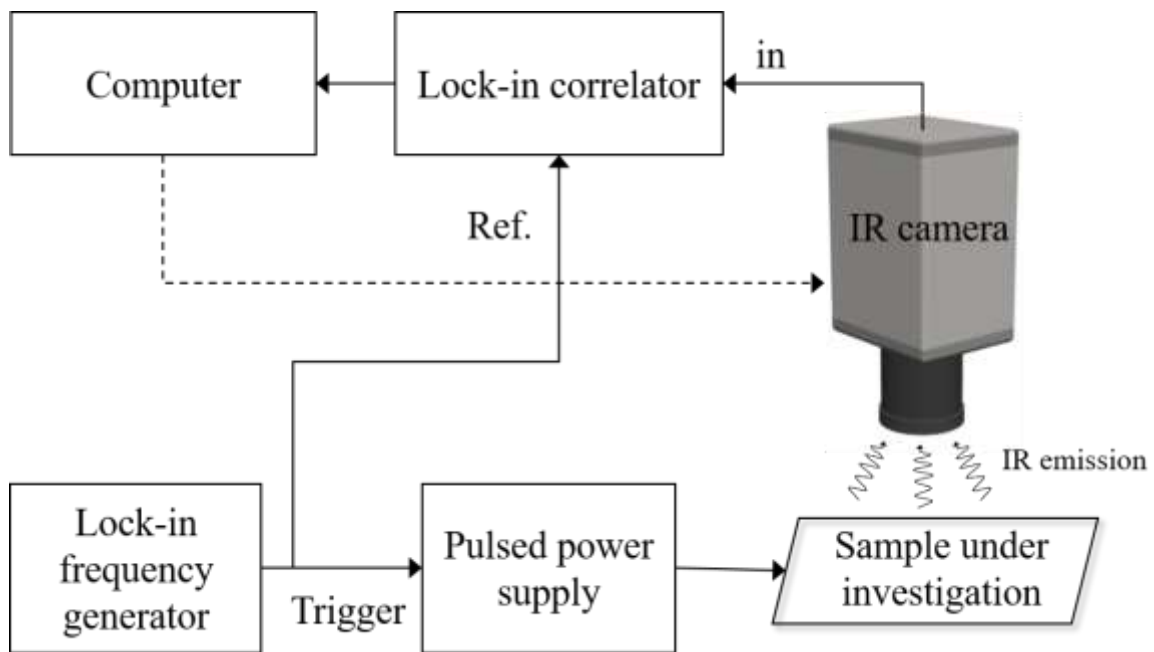 Computer
Lock-in correlator
in
IR camera
Ref.
IR emission
Lock-in
frequency
generator
Trigger
Pulsed power
supply
Sample under
investigation